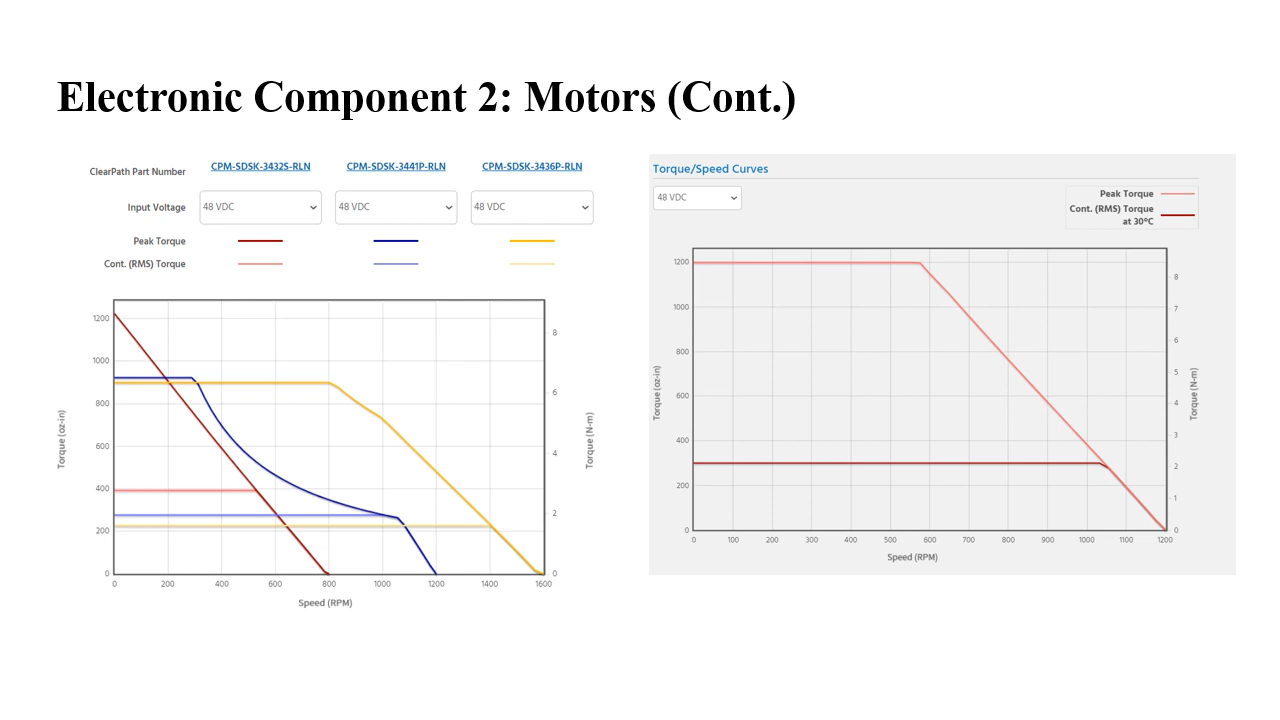 Electronic Component 2: Motors (Cont.)
ClearPath Part Number
CPM-SDSK-3432S-RLN
CPM-SDSK-3441P-RLN
CPM-SDSK-3436P-RLN
Input Voltage
48 VDC
48 VDC
48 VDC
Peak Torque
Cont. (RMS) Torque
Torque (oz-in)
1200
1000
800
600
400
200
0
8
6
4
2
0
Torque (N-m)
0 200 400 600 800 1000 1200 1400 1600
Speed (RPM)
Torque/Speed Curves
48 VDC
Peak Torque
Cont. (RMS) Torque
at 30°C
Torque (oz-in)
1200
1000
800
600
400
200
0
8
7
6
5
4
3
2
1
0
Torque (N-m)
0 100 200 300 400 500 600 700 800 900 1000 1100 1200
Speed (RPM)